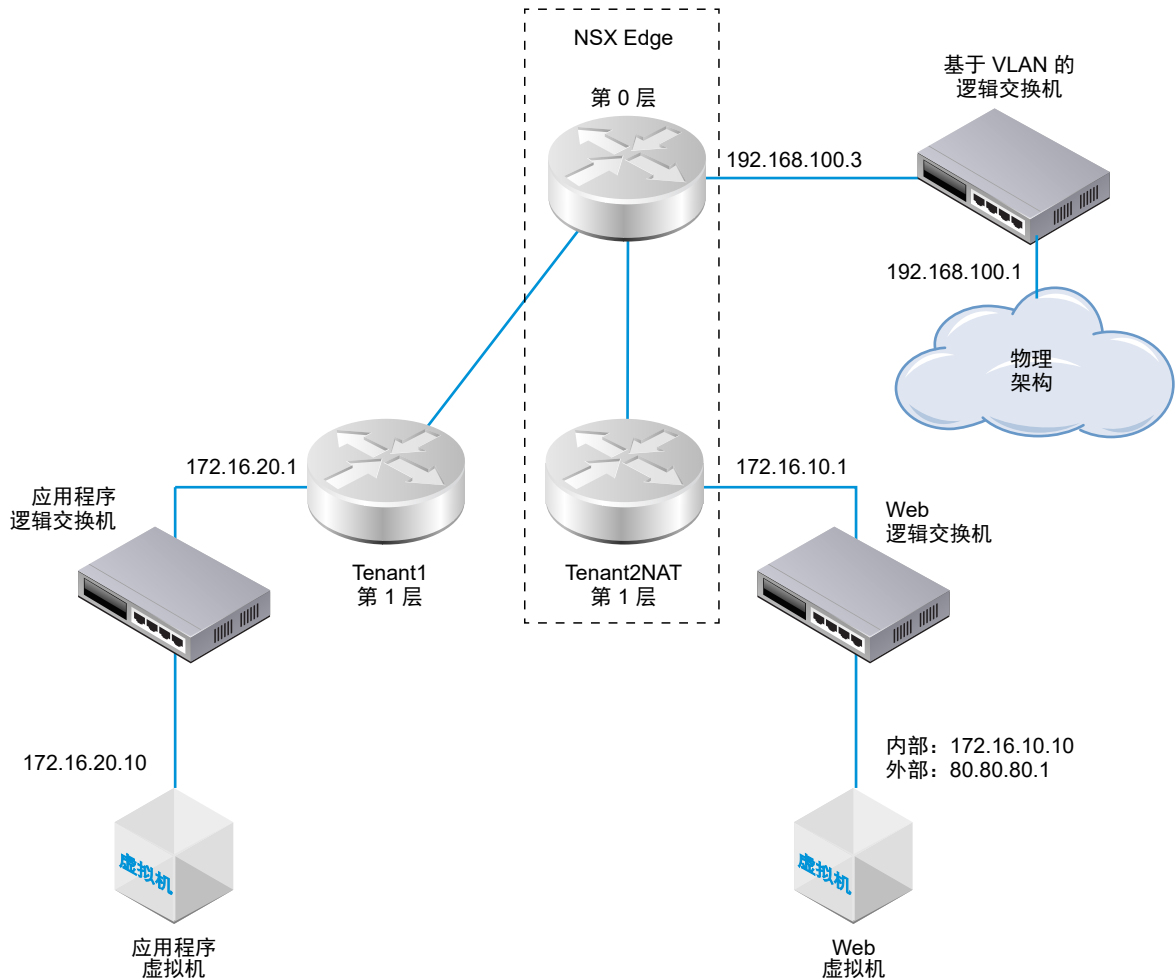 NSX Edge
第 0 层
基于 VLAN 的
逻辑交换机
192.168.100.3
192.168.100.1
物理
架构
172.16.20.1
172.16.10.1
应用程序
逻辑交换机
Web
逻辑交换机
Tenant1
第 1 层
Tenant2NAT
第 1 层
172.16.20.10
内部：172.16.10.10
外部：80.80.80.1
虚拟机
虚拟机
应用程序
虚拟机
Web
虚拟机